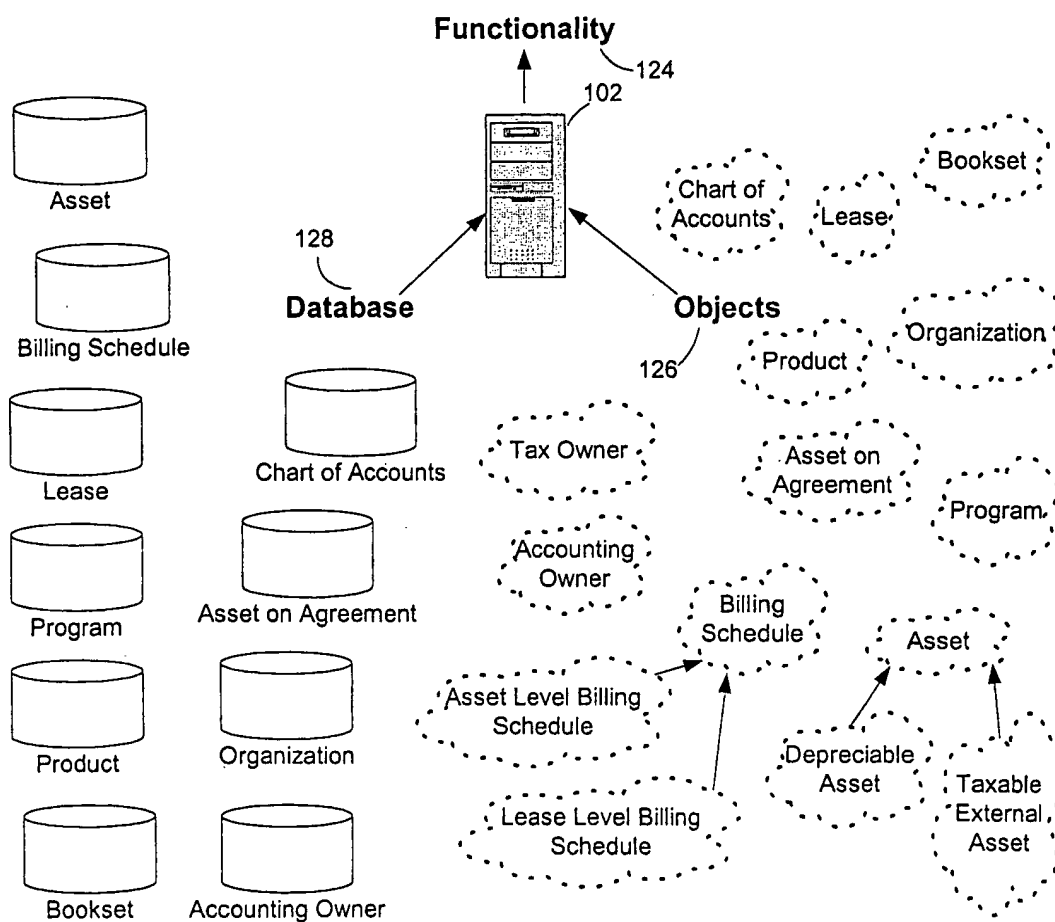 Functionality
124
102
Asset
Chart of
Accounts
Lease
Bookset
128
Database
Objects
126
Billing Schedule
Organization
Product
Lease
Chart of Accounts
Tax Owner
Asset on
Agreement
Program
Accounting
Owner
Program
Asset on Agreement
Billing
Schedule
Asset
Asset Level Billing
Schedule
Product
Organization
Depreciable
Asset
Taxable
External
Asset
Lease Level Billing
Schedule
Bookset
Accounting Owner